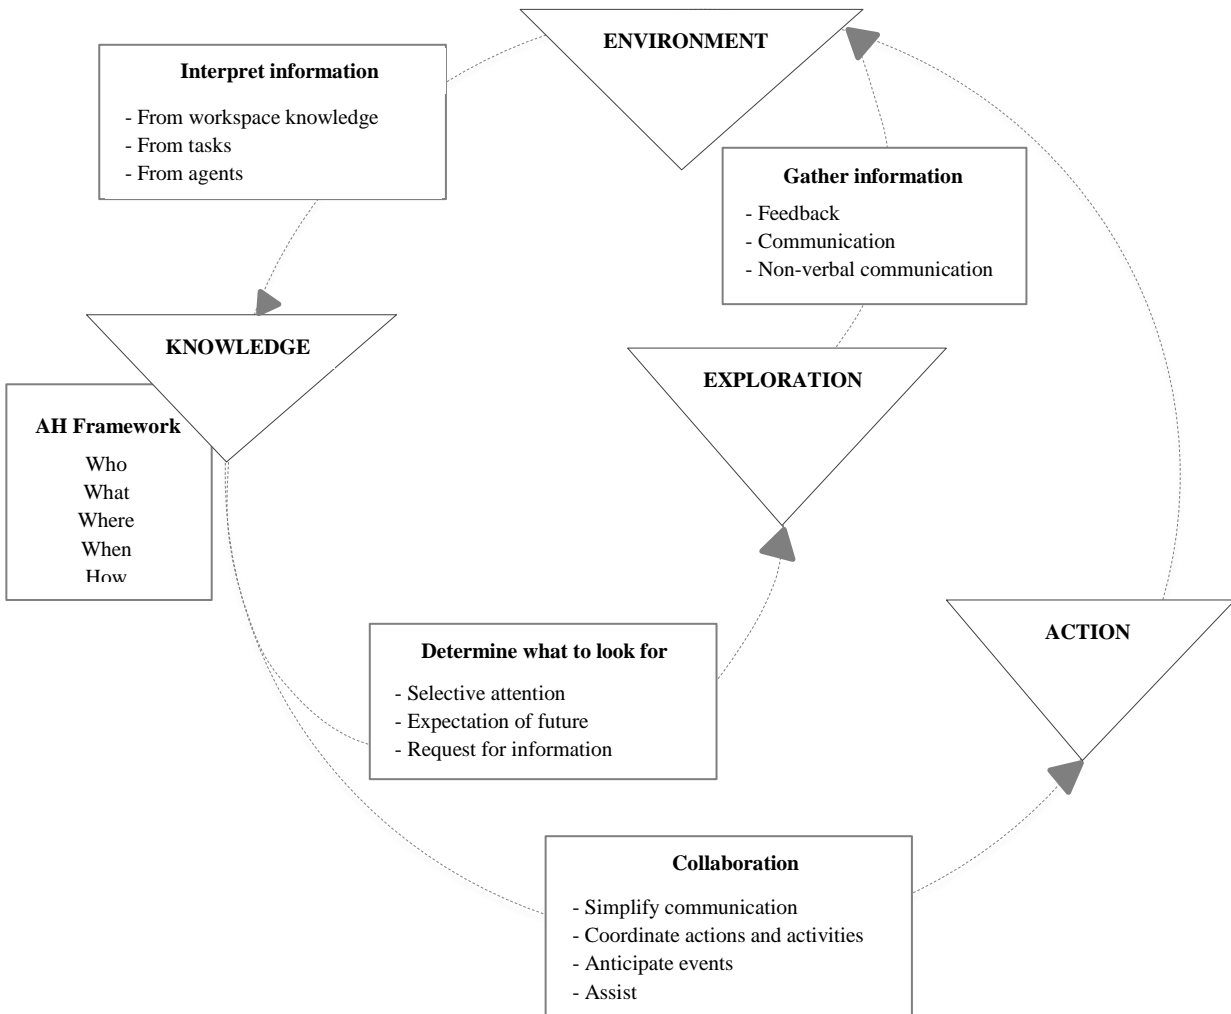 ENVIRONMENT
Interpret information
- From workspace knowledge
- From tasks
- From agents
Gather information
- Feedback
- Communication
- Non-verbal communication
KNOWLEDGE
EXPLORATION
AH Framework
Who
What
Where
When
How
ACTION
Determine what to look for
- Selective attention
- Expectation of future
- Request for information
Collaboration
- Simplify communication
- Coordinate actions and activities
- Anticipate events
- Assist